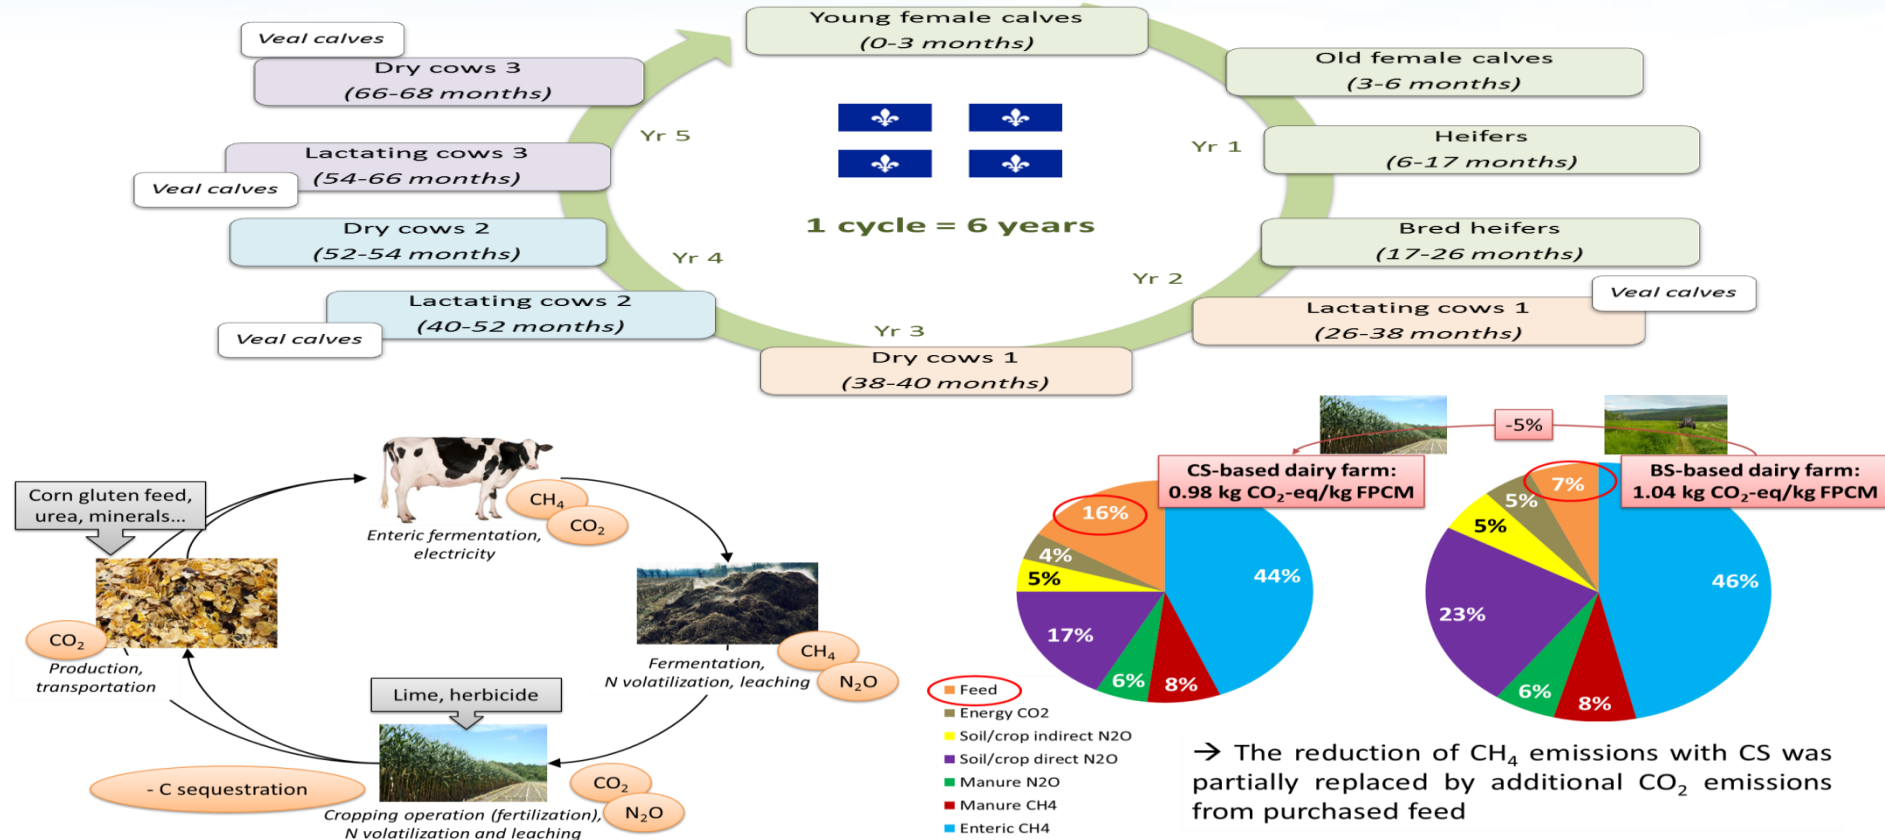 Young female calves
(0-3 months)
Old female calves
(3-6 months)
Heifers
(6-17 months)
Bred heifers
(17-26 months)
Veal calves
Lactating cows 1
(26-38 months)
Dry cows 1
(38-40 months)
Lactating cows 2
(40-52 months)
Veal calves
Dry cows 2
(52-54 months)
Lactating cows 3
(54-66 months)
Veal calves
Dry cows 3
(66-68 months)
Veal calves
Yr 1
Yr 2
Yr 3
Yr 4
Yr 5
1 cycle = 6 years
Corn gluten feed,
urea, minerals...
CH₄
CO₂
Enteric fermentation,
electricity
CH₄
N₂O
Fermentation,
N volatilization, leaching
CO₂
Production,
transportation
Lime, herbicide
- C sequestration
CO₂
N₂O
Cropping operation (fertilization),
N volatilization and leaching
-5%
CS-based dairy farm:
0.98 kg CO₂-eq/kg FPCM
16%
4%
5%
17%
6%
8%
44%
BS-based dairy farm:
1.04 kg CO₂-eq/kg FPCM
7%
5%
5%
23%
6%
8%
46%
Feed
Energy CO2
Soil/crop indirect N2O
Soil/crop direct N2O
Manure N2O
Manure CH4
Enteric CH4
→ The reduction of CH₄ emissions with CS was
partially replaced by additional CO₂ emissions
from purchased feed